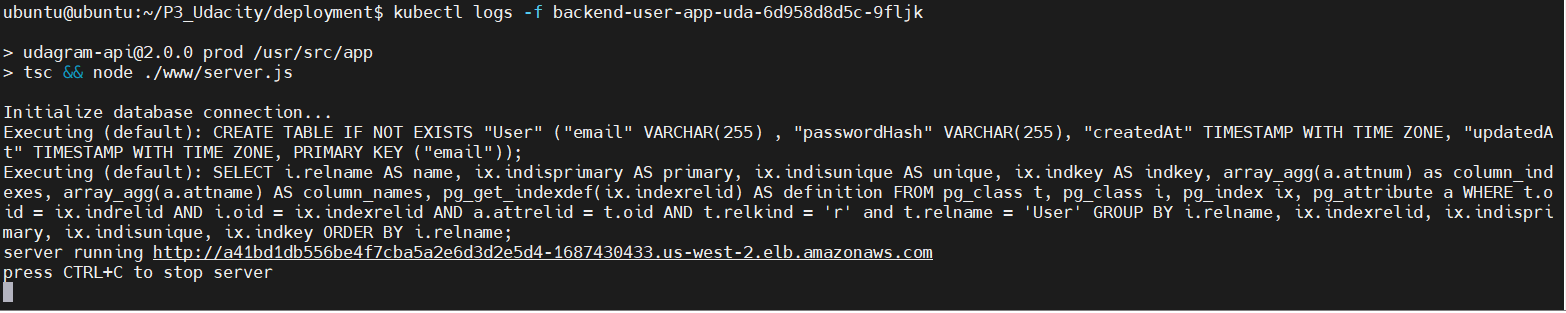 ubuntu@ubuntu:~/P3_Udacity/deployment$ kubectl logs -f backend-user-app-uda-6d958d8d5c-9fljk
> udagram-api@2.0.0 prod /usr/src/app
> tsc && node ./www/server.js
Initialize database connection...
Executing (default): CREATE TABLE IF NOT EXISTS "User" ("email" VARCHAR(255) , "passwordHash" VARCHAR(255), "createdAt" TIMESTAMP WITH TIME ZONE, "updatedA
t" TIMESTAMP WITH TIME ZONE, PRIMARY KEY ("email"));
Executing (default): SELECT i.relname AS name, ix.indisprimary AS primary, ix.indisunique AS unique, ix.indkey AS indkey, array_agg(a.attnum) as column_ind
exes, array_agg(a.attname) AS column_names, pg_get_indexdef(ix.indexrelid) AS definition FROM pg_class t, pg_class i, pg_index ix, pg_attribute a WHERE t.o
id = ix.indrelid AND i.oid = ix.indexrelid AND a.attrelid = t.oid AND t.relkind = 'r' and t.relname = 'User' GROUP BY i.relname, ix.indexrelid, ix.indispri
mary, ix.indisunique, ix.indkey ORDER BY i.relname;
server running http://a41bd1db556be4f7cba5a2e6d3d2e5d4-1687430433.us-west-2.elb.amazonaws.com
press CTRL+C to stop server